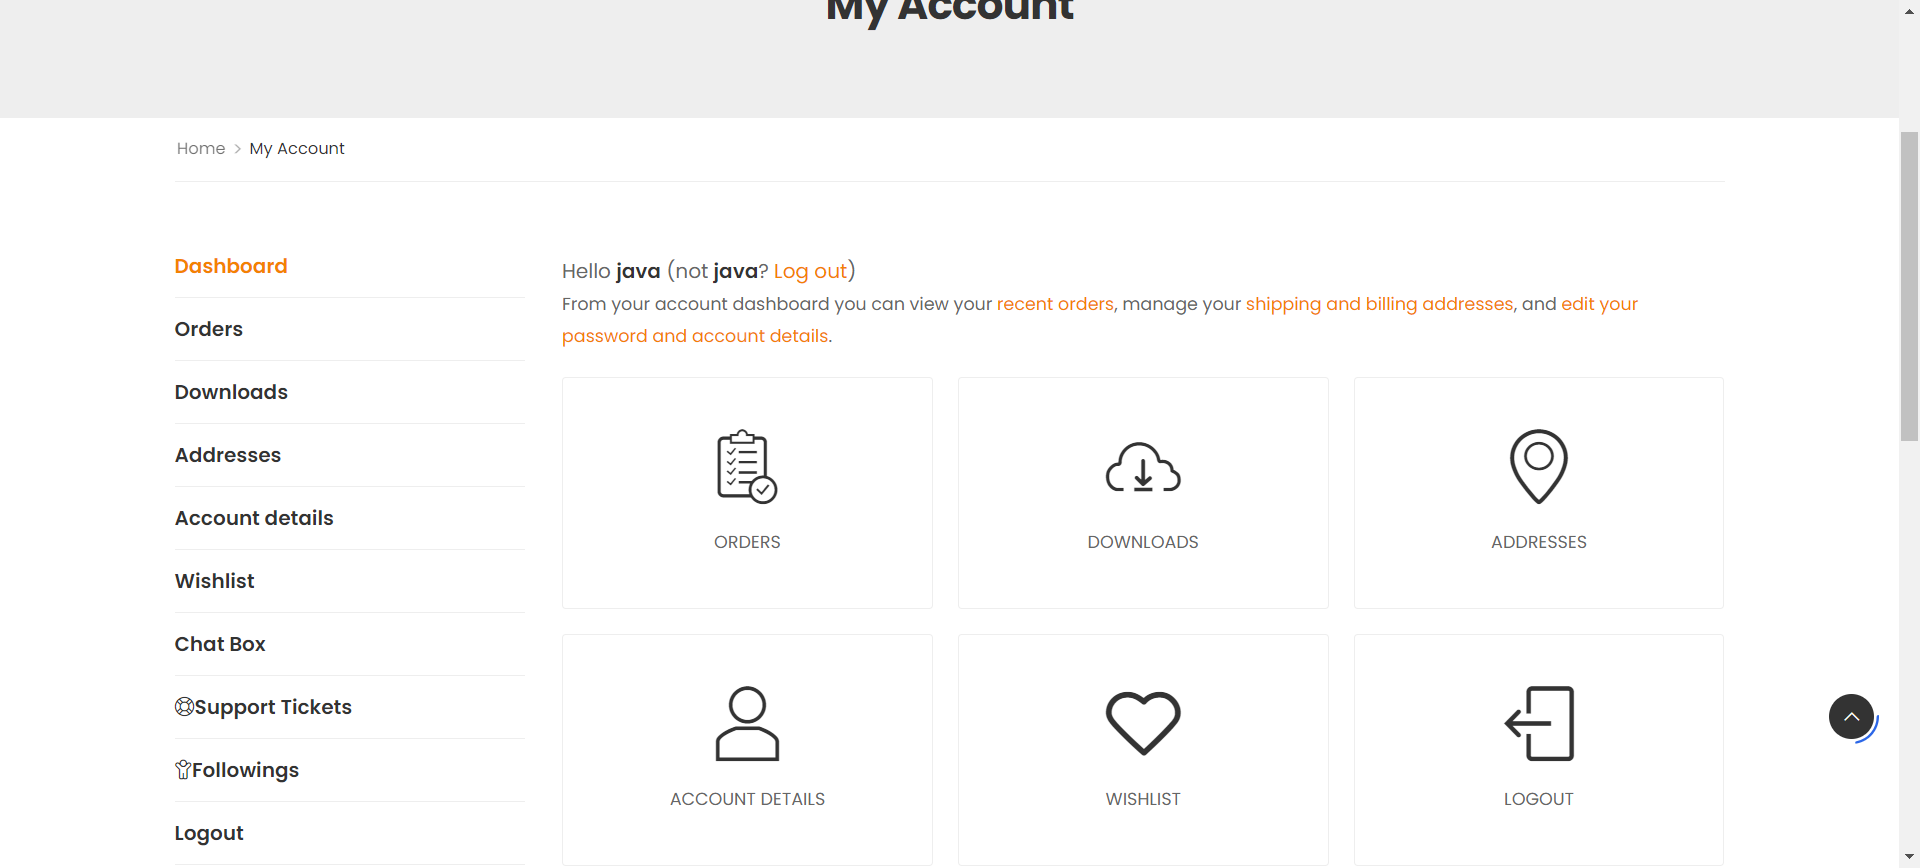 My Account
Home > My Account
Dashboard
Orders
Downloads
Addresses
Account details
Wishlist
Chat Box
Support Tickets
Followings
Logout
Hello java (not java? Log out)
From your account dashboard you can view your recent orders, manage your shipping and billing addresses, and edit your
password and account details.
ORDERS
DOWNLOADS
ADDRESSES
ACCOUNT DETAILS
WISHLIST
LOGOUT